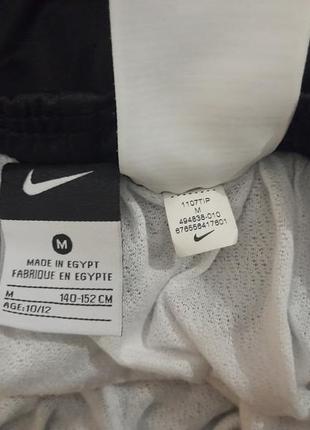 M
MADE IN EGYPT
FABRIQUE EN EGYPTE
M 140-152 CM
AGE: 10/12
1107TIP
M
494838-010
676556417601